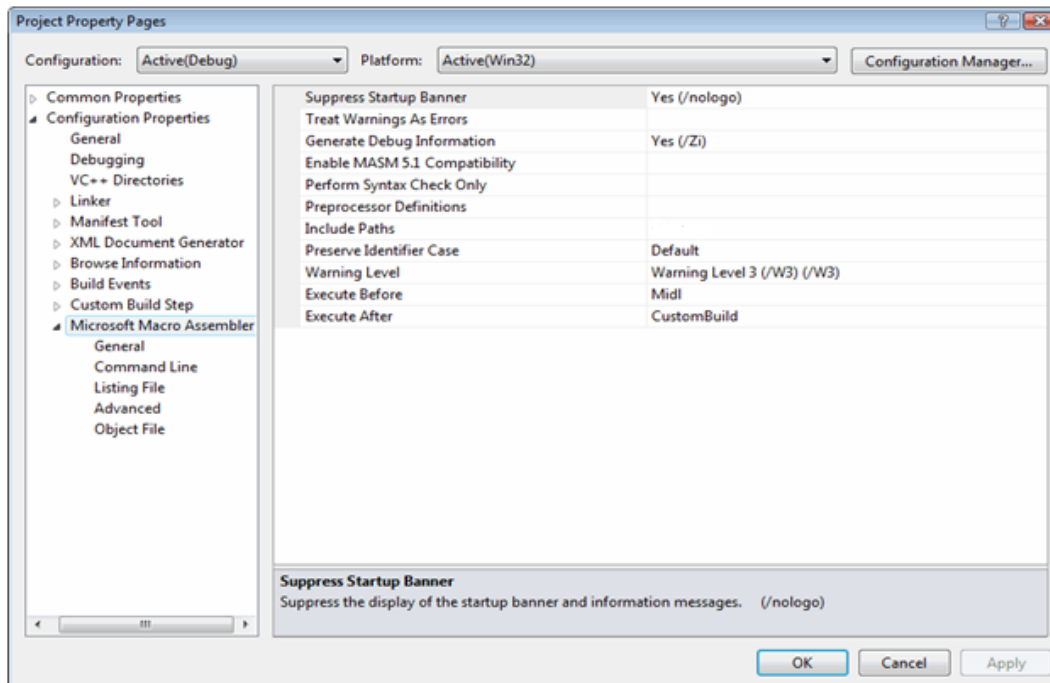 Project Property Pages
Configuration: Active(Debug) Platform: Active(Win32) Configuration Manager...
Common Properties
Configuration Properties
General
Debugging
VC++ Directories
Linker
Manifest Tool
XML Document Generator
Browse Information
Build Events
Custom Build Step
Microsoft Macro Assembler
General
Command Line
Listing File
Advanced
Object File
Suppress Startup Banner Yes (/nologo)
Treat Warnings As Errors
Generate Debug Information Yes (/Zi)
Enable MASM 5.1 Compatibility
Perform Syntax Check Only
Preprocessor Definitions
Include Paths
Preserve Identifier Case Default
Warning Level Warning Level 3 (/W3) (/W3)
Execute Before Midl
Execute After CustomBuild
Suppress Startup Banner
Suppress the display of the startup banner and information messages. (/nologo)
OK Cancel Apply